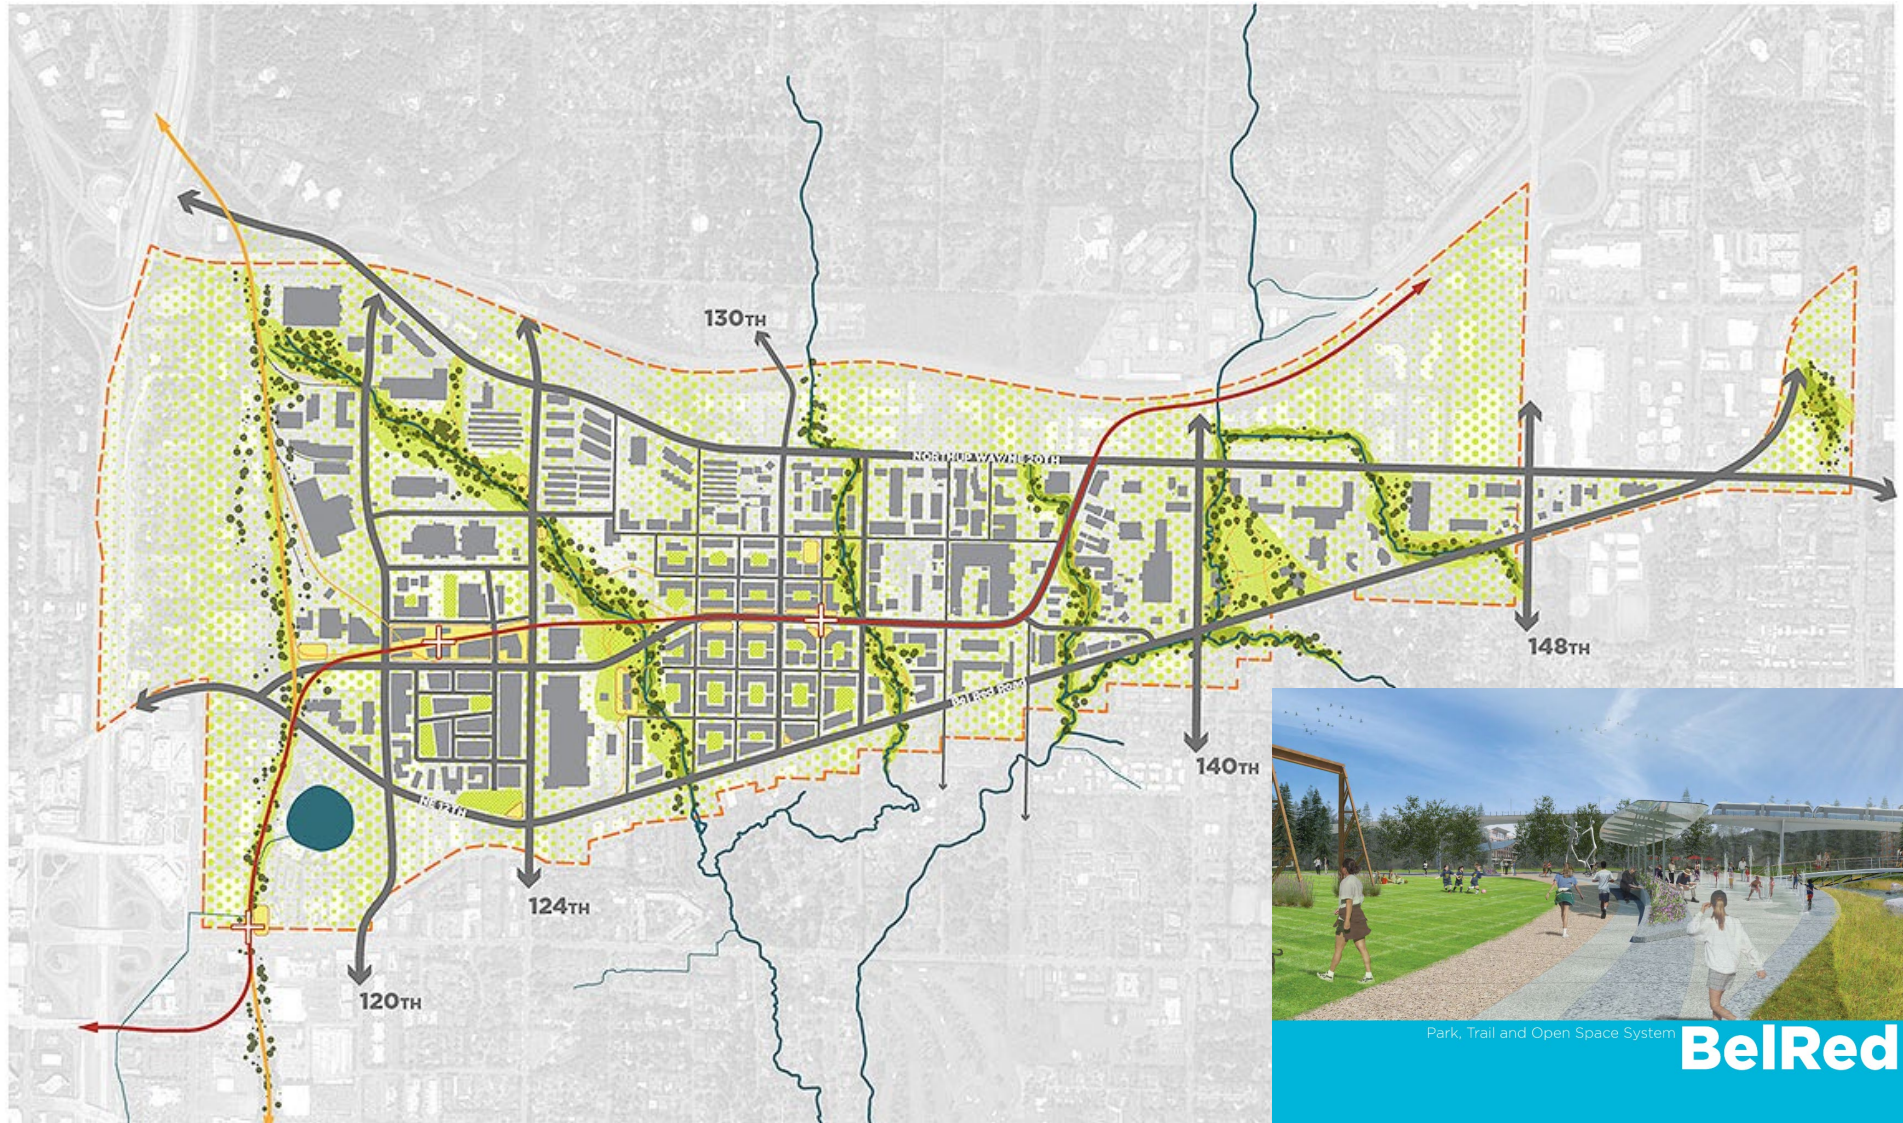 130TH
NORTHUP WAY/NE 20TH
148TH
Bel Red Road
140TH
NE 12TH
124TH
120TH
Park, Trail and Open Space System
BelRed